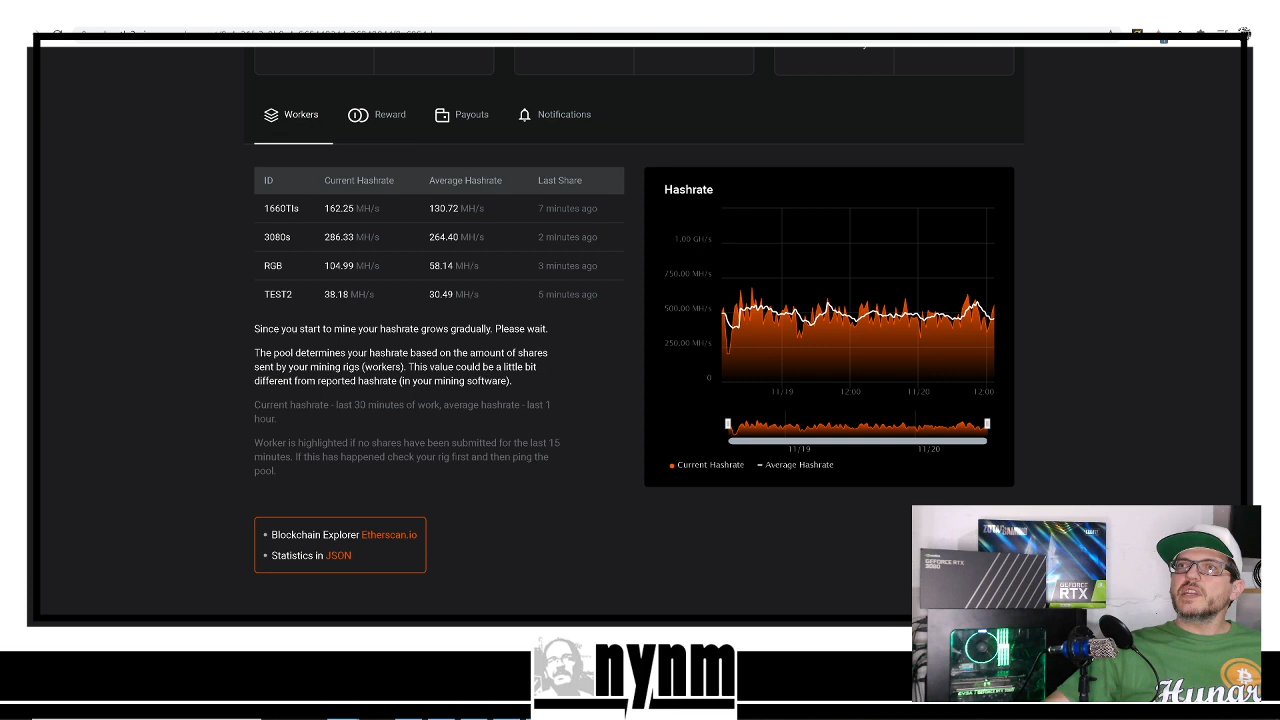 Workers
Reward
Payouts
Notifications
ID Current Hashrate Average Hashrate Last Share
1660TIs 162.25 MH/s 130.72 MH/s 7 minutes ago
3080s 286.33 MH/s 264.40 MH/s 2 minutes ago
RGB 104.99 MH/s 58.14 MH/s 3 minutes ago
TEST2 38.18 MH/s 30.49 MH/s 5 minutes ago
Since you start to mine your hashrate grows gradually. Please wait.
The pool determines your hashrate based on the amount of shares
sent by your mining rigs (workers). This value could be a little bit
different from reported hashrate (in your mining software).
Current hashrate - last 30 minutes of work, average hashrate - last 1
hour.
Worker is highlighted if no shares have been submitted for the last 15
minutes. If this has happened check your rig first and then ping the
pool.
Blockchain Explorer Etherscan.io
Statistics in JSON
Hashrate
1.00 GH/s
750.00 MH/s
500.00 MH/s
250.00 MH/s
0
11/19 12:00 11/20 12:00
11/19 11/20
Current Hashrate Average Hashrate
GEFORCE RTX
3080
GEFORCE
RTX
nynm